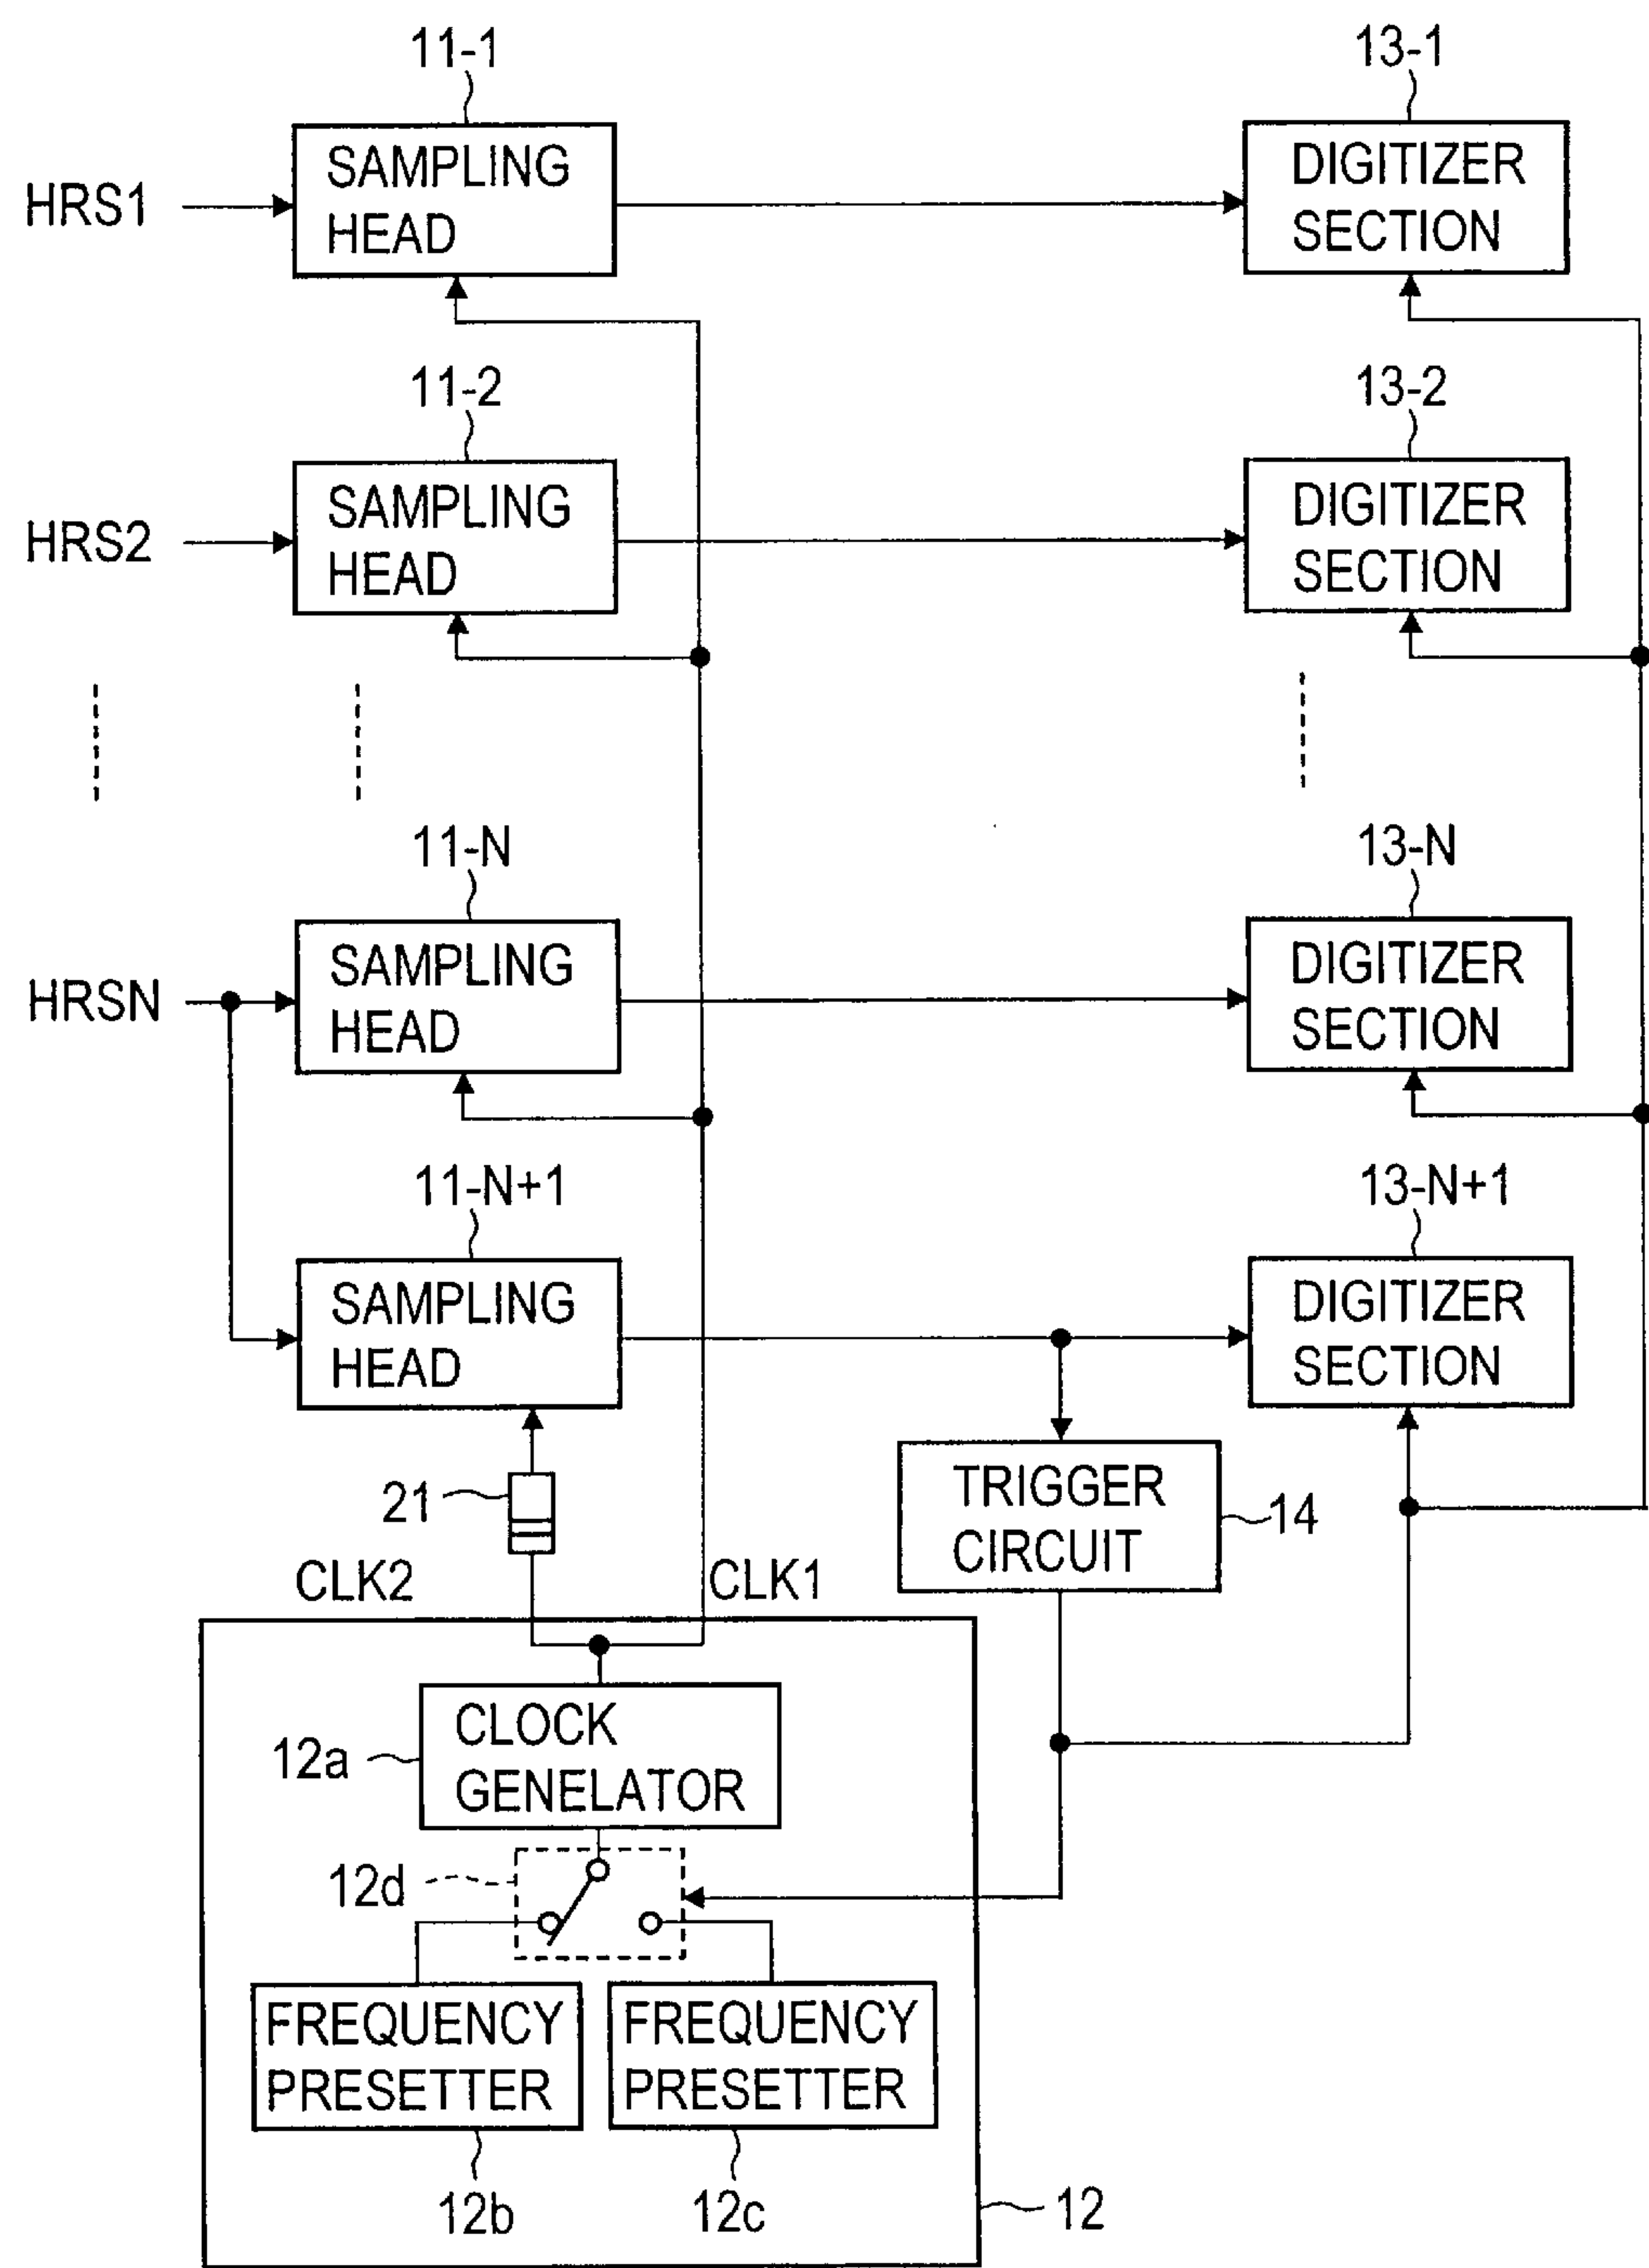 11-1
13-1
HRS1
SAMPLING
HEAD
DIGITIZER
SECTION
11-2
13-2
HRS2
SAMPLING
HEAD
DIGITIZER
SECTION
11-N
13-N
HRSN
SAMPLING
HEAD
DIGITIZER
SECTION
11-N+1
13-N+1
SAMPLING
HEAD
DIGITIZER
SECTION
21
TRIGGER
CIRCUIT
14
CLK2
CLK1
12a
CLOCK
GENELATOR
12d
FREQUENCY
PRESETTER
FREQUENCY
PRESETTER
12b
12c
12